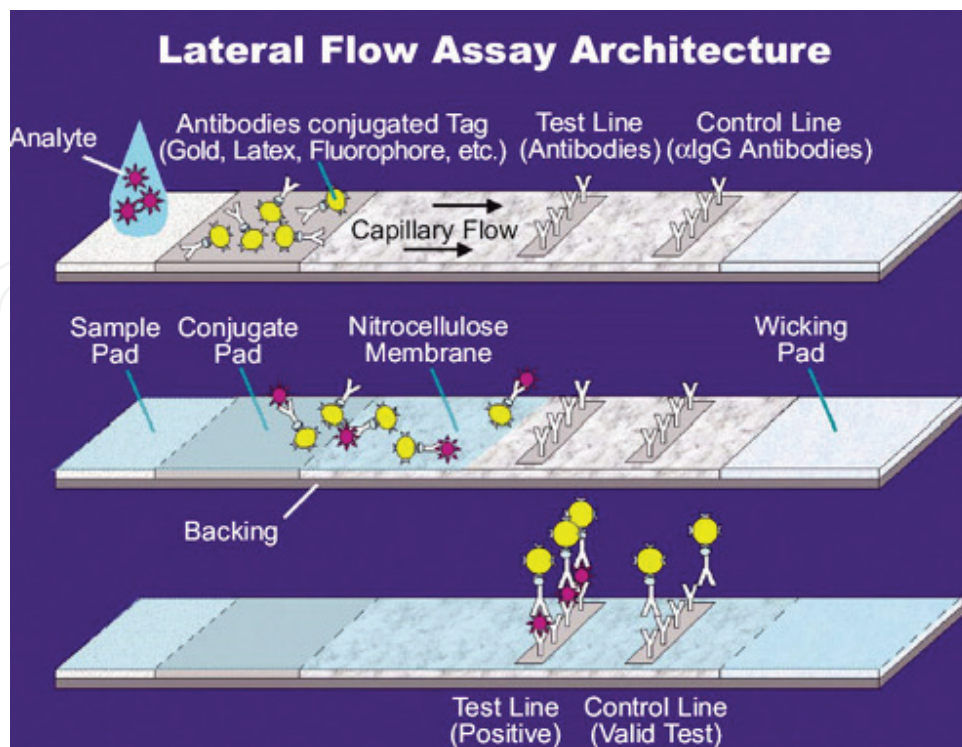 Lateral Flow Assay Architecture
Analyte
Antibodies conjugated Tag
(Gold, Latex, Fluorophore, etc.)
Test Line
(Antibodies)
Control Line
(αIgG Antibodies)
Capillary Flow
Sample
Pad
Conjugate
Pad
Nitrocellulose
Membrane
Wicking
Pad
Backing
Test Line
(Positive)
Control Line
(Valid Test)